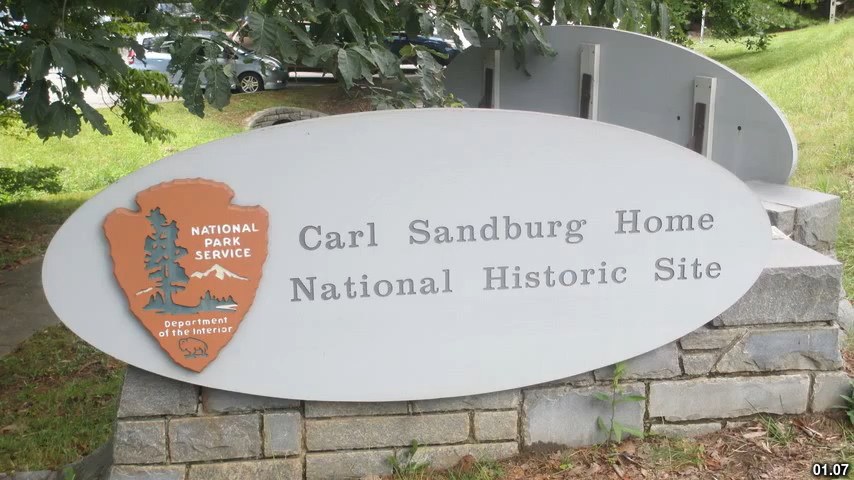 NATIONAL
PARK
SERVICE
Department
of the Interior
Carl Sandburg Home
National Historic Site
01.07